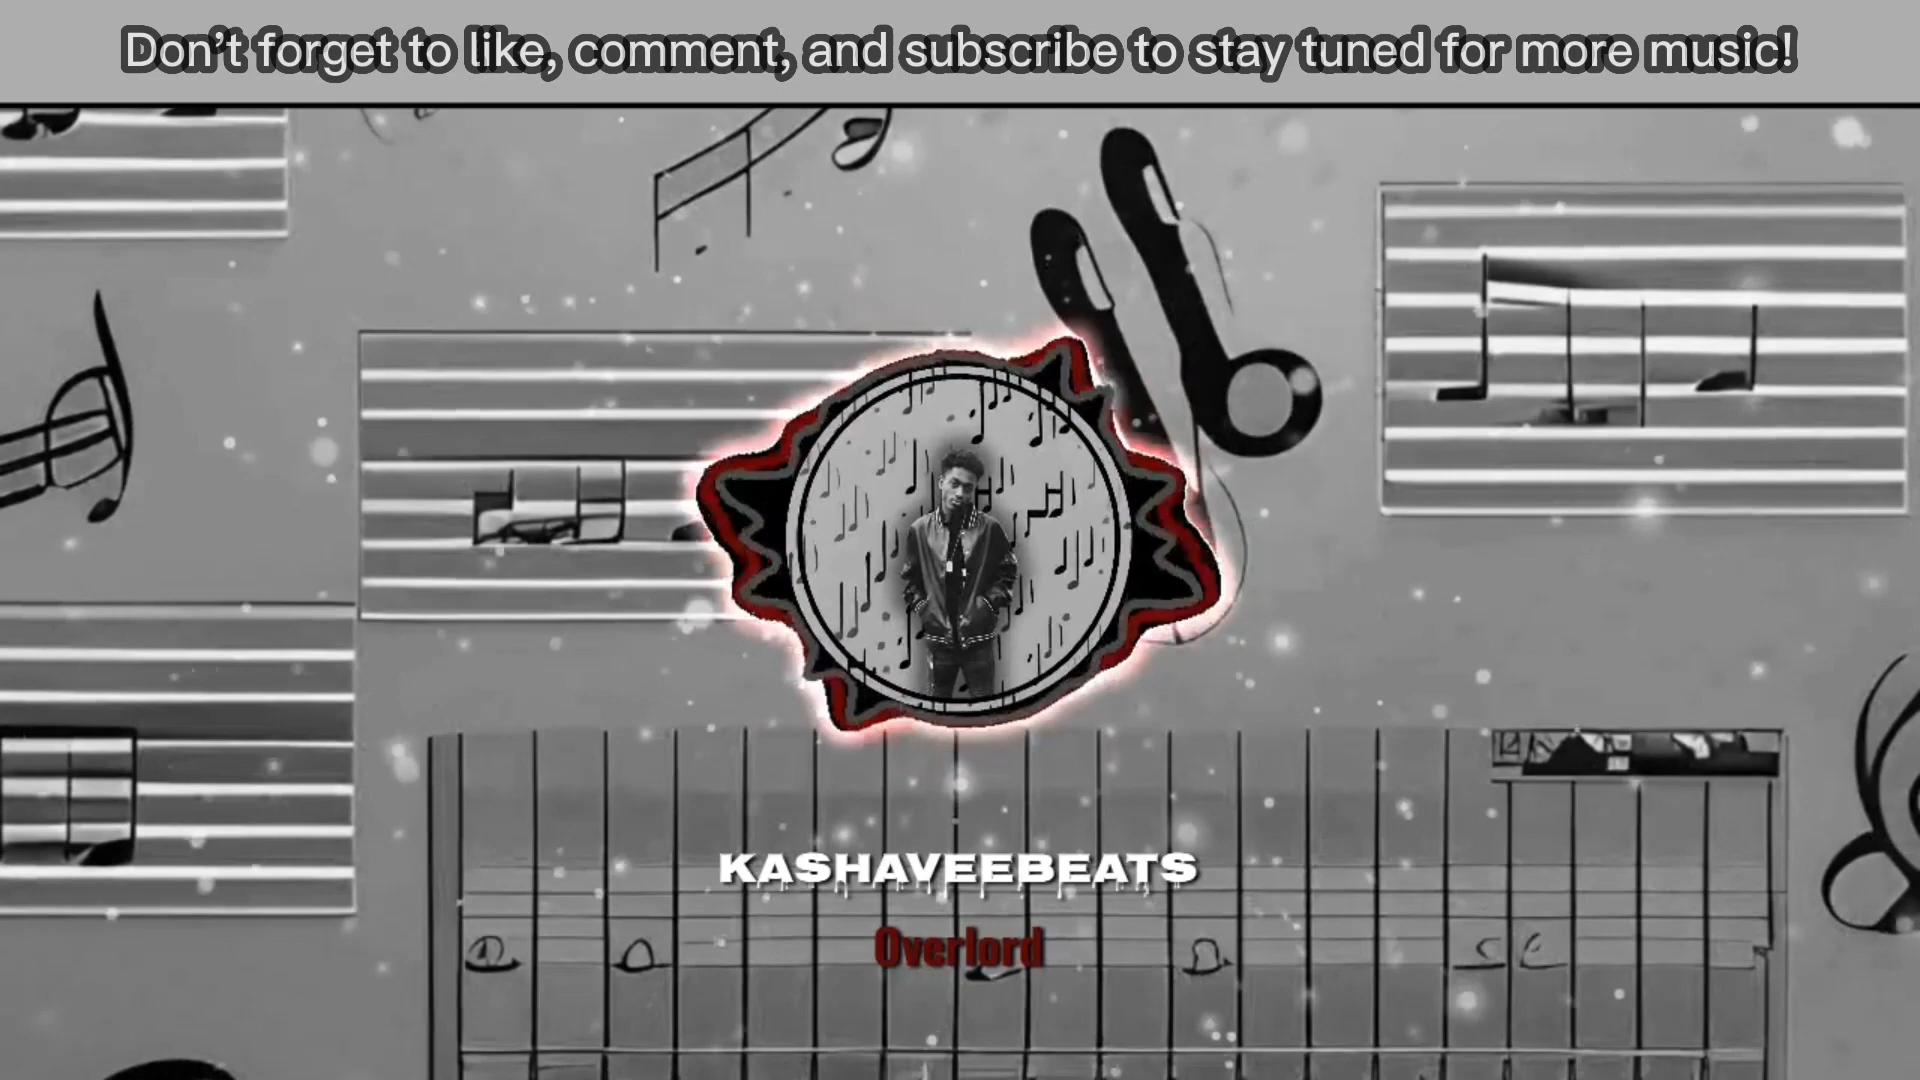 Don't forget to like, comment, and subscribe to stay tuned for more music!
KASHAVEEBEATS
Overlord